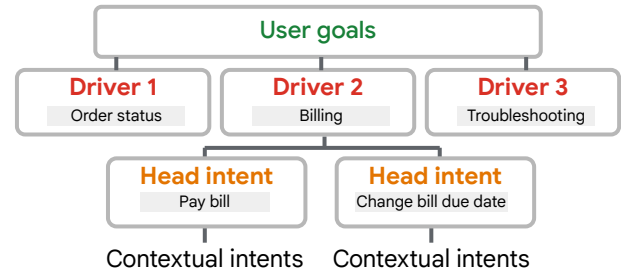 User goals
Driver 1
Order status
Driver 2
Billing
Driver 3
Troubleshooting
Head intent
Pay bill
Head intent
Change bill due date
Contextual intents
Contextual intents